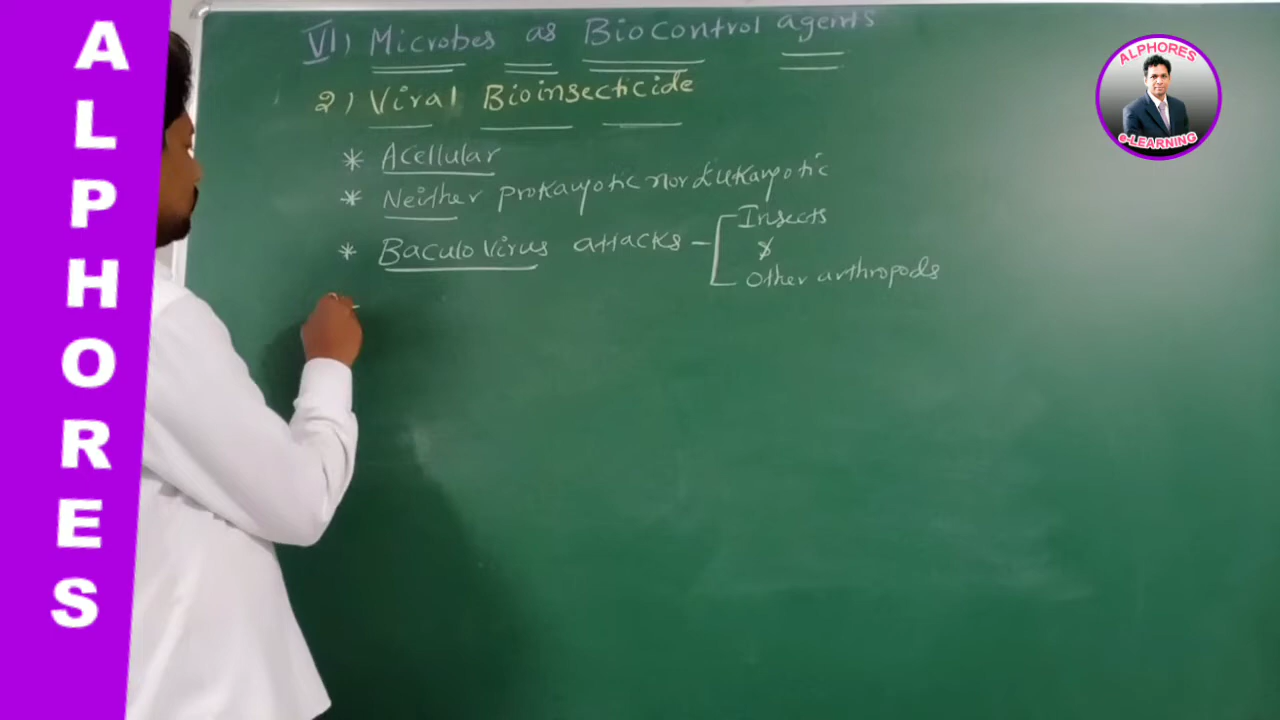 ALPHORES
VI) Microbes as Biocontrol agents
2) Viral Bioinsecticide
* Acellular
* Neither prokaryotic nor Eukaryotic
* Baculo Virus attacks - Insects
&
Other arthropods
ALPHORES
e-LEARNING